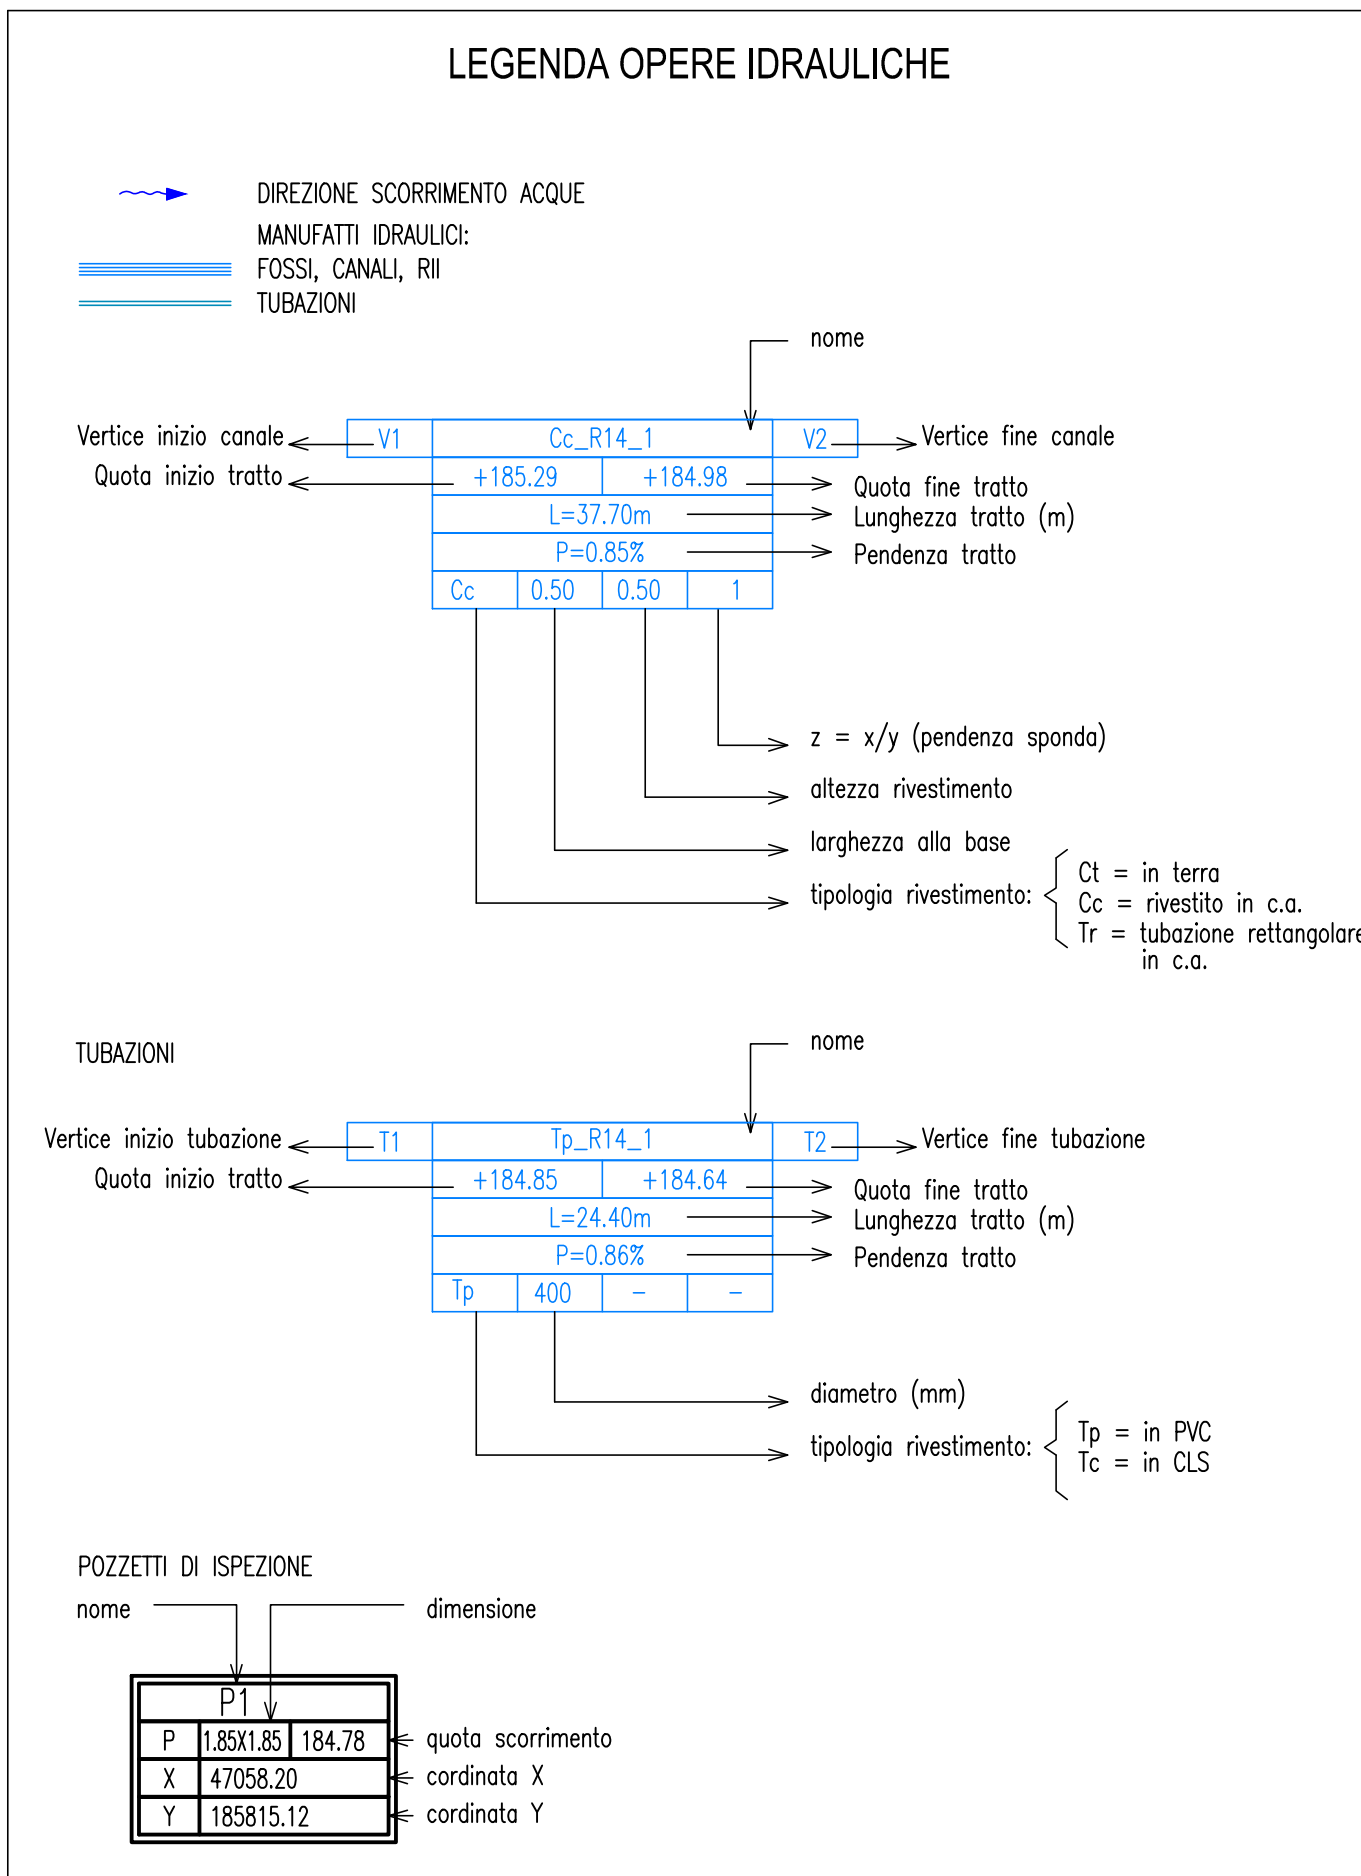 LEGENDA OPERE IDRAULICHE
DIREZIONE SCORRIMENTO ACQUE
MANUFATTI IDRAULICI:
FOSSI, CANALI, RII
TUBAZIONI
nome
Vertice inizio canale V1 Cc_R14_1 V2 Vertice fine canale
Quota inizio tratto +185.29 +184.98 Quota fine tratto
L=37.70m Lunghezza tratto (m)
P=0.85% Pendenza tratto
Cc 0.50 0.50 1
z = x/y (pendenza sponda)
altezza rivestimento
larghezza alla base
tipologia rivestimento:
Ct = in terra
Cc = rivestito in c.a.
Tr = tubazione rettangolare
in c.a.
TUBAZIONI
nome
Vertice inizio tubazione T1 Tp_R14_1 T2 Vertice fine tubazione
Quota inizio tratto +184.85 +184.64 Quota fine tratto
L=24.40m Lunghezza tratto (m)
P=0.86% Pendenza tratto
Tp 400 – –
diametro (mm)
tipologia rivestimento:
Tp = in PVC
Tc = in CLS
POZZETTI DI ISPEZIONE
nome dimensione
P1
P 1.85X1.85 184.78 quota scorrimento
X 47058.20 cordinata X
Y 185815.12 cordinata Y